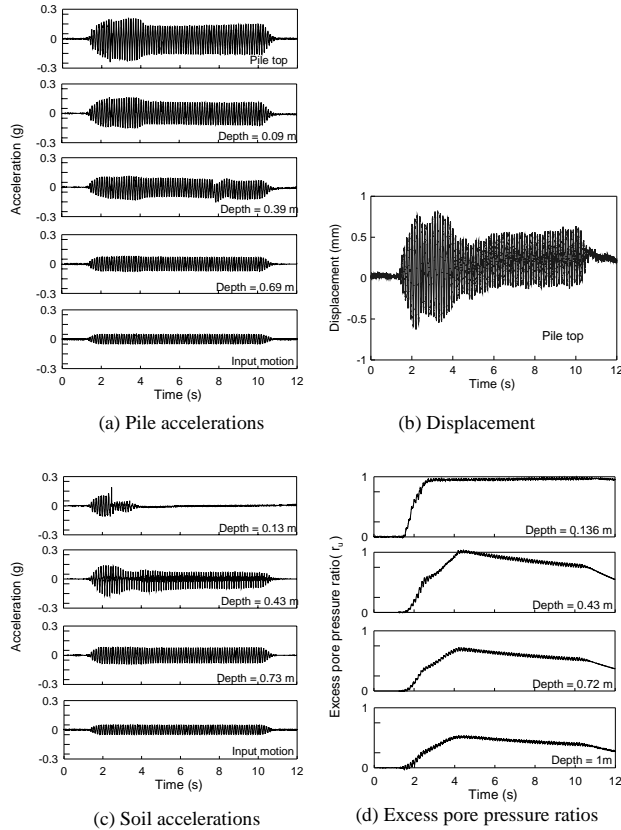 0.3
0
-0.3
Pile top
0.3
0
-0.3
Depth = 0.09 m
0.3
0
-0.3
Depth = 0.39 m
0.3
0
-0.3
Depth = 0.69 m
0.3
0
-0.3
Input motion
0 2 4 6 8 10 12
Time (s)
Acceleration (g)
(a) Pile accelerations
1
0.5
0
-0.5
-1
Displacement (mm)
Pile top
0 2 4 6 8 10 12
Time (s)
(b) Displacement
0.3
0
-0.3
Depth = 0.13 m
0.3
0
-0.3
Depth = 0.43 m
0.3
0
-0.3
Depth = 0.73 m
0.3
0
-0.3
Input motion
0 2 4 6 8 10 12
Time (s)
Acceleration (g)
(c) Soil accelerations
1
0
Depth = 0.136 m
1
0
Depth = 0.43 m
1
0
Depth = 0.72 m
1
0
Depth = 1m
0 2 4 6 8 10 12
Time (s)
Excess pore pressure ratio( r_u)
(d) Excess pore pressure ratios